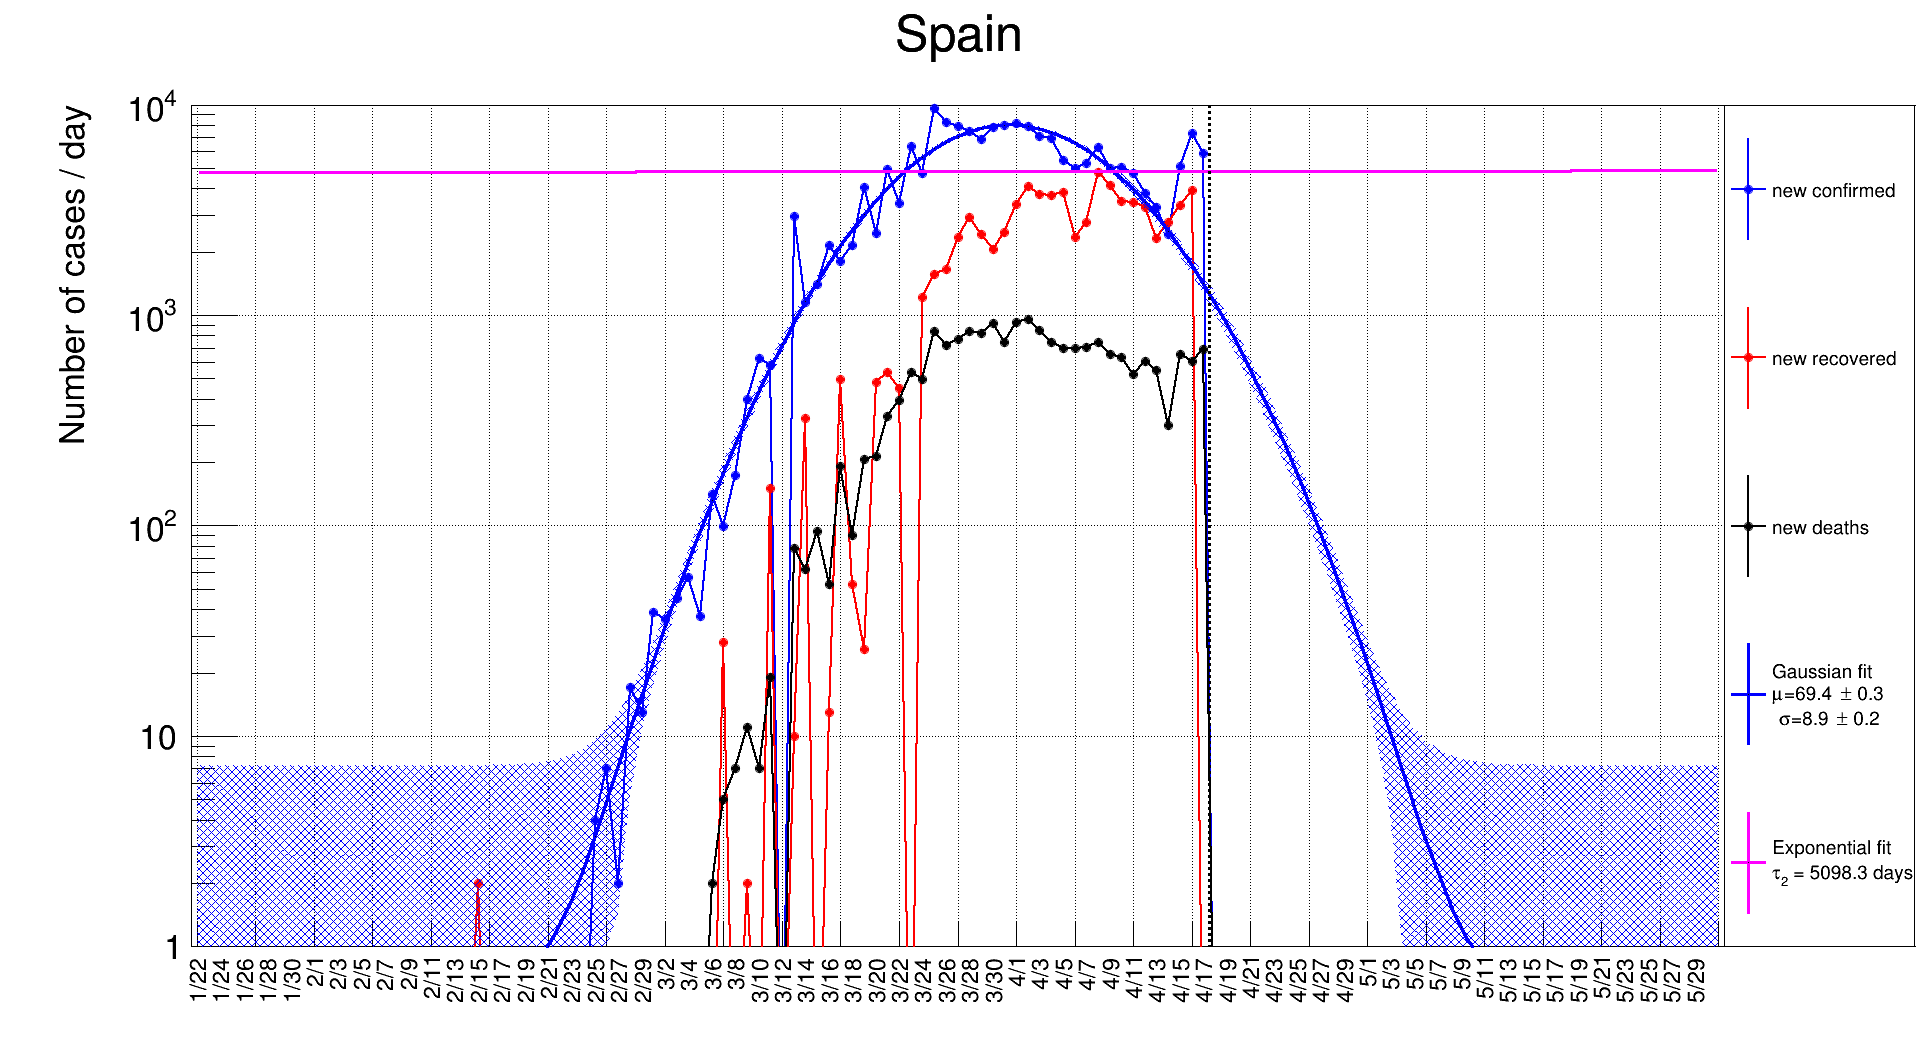 Spain
Number of cases / day
10⁴
10³
10²
10
1
1/22 1/24 1/26 1/28 1/30 2/1 2/3 2/5 2/7 2/9 2/11 2/13 2/15 2/17 2/19 2/21 2/23 2/25 2/27 2/29 3/2 3/4 3/6 3/8 3/10 3/12 3/14 3/16 3/18 3/20 3/22 3/24 3/26 3/28 3/30 4/1 4/3 4/5 4/7 4/9 4/11 4/13 4/15 4/17 4/19 4/21 4/23 4/25 4/27 4/29 5/1 5/3 5/5 5/7 5/9 5/11 5/13 5/15 5/17 5/19 5/21 5/23 5/25 5/27 5/29
new confirmed
new recovered
new deaths
Gaussian fit
μ=69.4 ± 0.3
σ=8.9 ± 0.2
Exponential fit
τ₂ = 5098.3 days